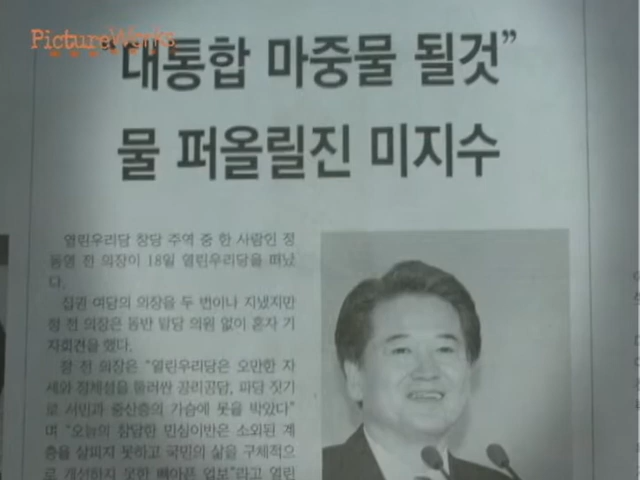 PictureWorks
"대통합 마중물 될것"
물 퍼올릴진 미지수
열린우리당 창당 주역 중 한 사람인 정
동영 전 의장이 18일 열린우리당을 떠났
다.
집권 여당의 의장을 두 번이나 지냈지만
정 전 의장은 동반 탈당 의원 없이 혼자 기
자회견을 했다.
정 전 의장은 "열린우리당은 오만한 자
세와 정체성을 둘러싼 공리공담, 파당 짓기
로 서민과 중산층의 가슴에 못을 박았다"
며 "오늘의 참담한 민심이반은 소외된 계
층을 살피지 못하고 국민의 삶을 구체적으
로 개선하지 못한 뼈아픈 업보"라고 열린